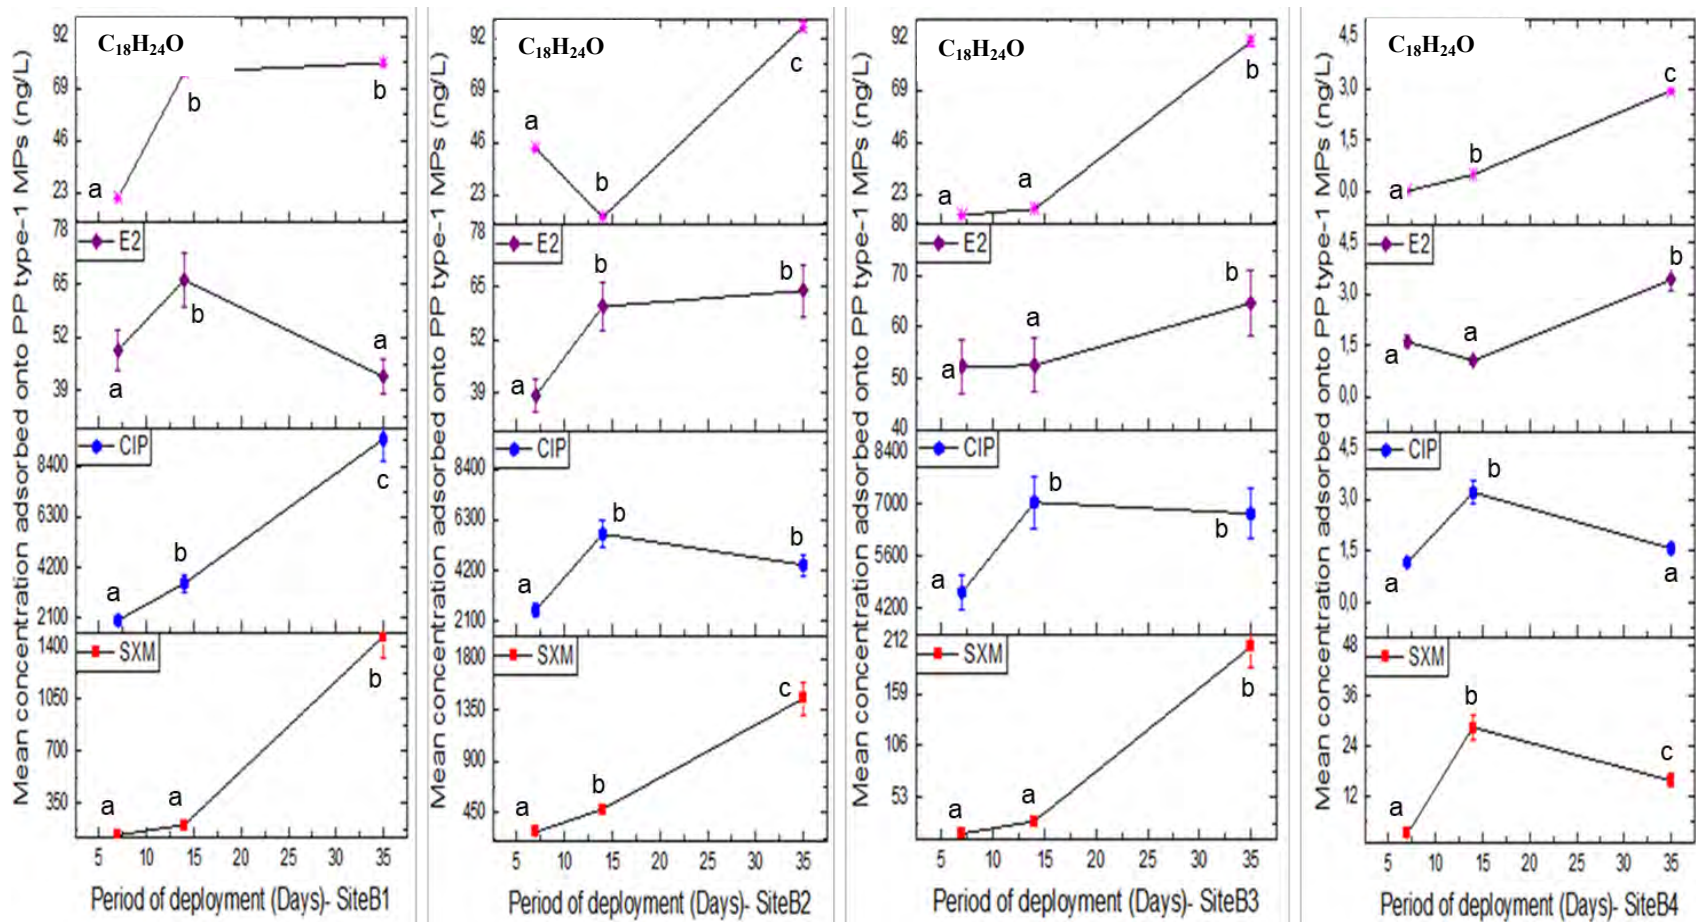 Mean concentration adsorbed onto PP type-1 MPs (ng/L)
C18H24O
92
69
46
23
a
b
b
E2
78
65
52
39
a
b
a
CIP
8400
6300
4200
2100
a
b
c
SXM
1400
1050
700
350
a
a
b
5 10 15 20 25 30 35
Period of deployment (Days)- SiteB1
Mean concentration adsorbed onto PP type-1 MPs (ng/L)
C18H24O
92
69
46
23
a
b
c
E2
78
65
52
39
a
b
b
CIP
8400
6300
4200
2100
a
b
b
SXM
1800
1350
900
450
a
b
c
5 10 15 20 25 30 35
Period of deployment (Days)- SiteB2
Mean concentration adsorbed onto PP type-1 MPs (ng/L)
C18H24O
92
69
46
23
a
a
b
E2
80
70
60
50
40
a
a
b
CIP
8400
7000
5600
4200
a
b
b
SXM
212
159
106
53
a
a
b
5 10 15 20 25 30 35
Period of deployment (Days)- SiteB3
Mean concentration adsorbed onto PP type-1 MPs (ng/L)
C18H24O
4,5
3,0
1,5
0,0
a
b
c
E2
4,5
3,0
1,5
0,0
a
a
b
CIP
4,5
3,0
1,5
0,0
a
b
a
SXM
48
36
24
12
a
b
c
5 10 15 20 25 30 35
Period of deployment (Days)- SiteB4